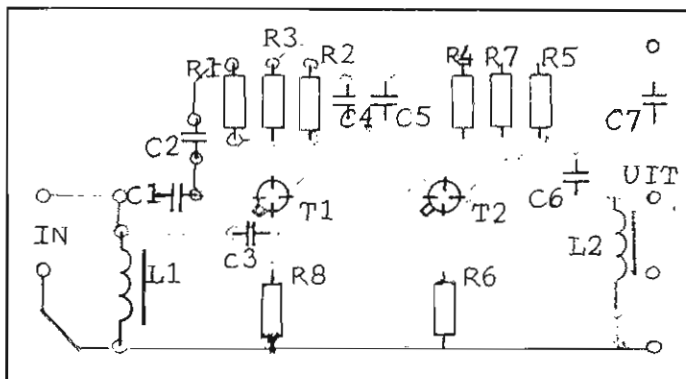 R1 R3 R2 R4 R7 R5
C2 C4 C5 C7
C1 T1 T2 C6 UIT
IN c3 L2
L1 R8 R6